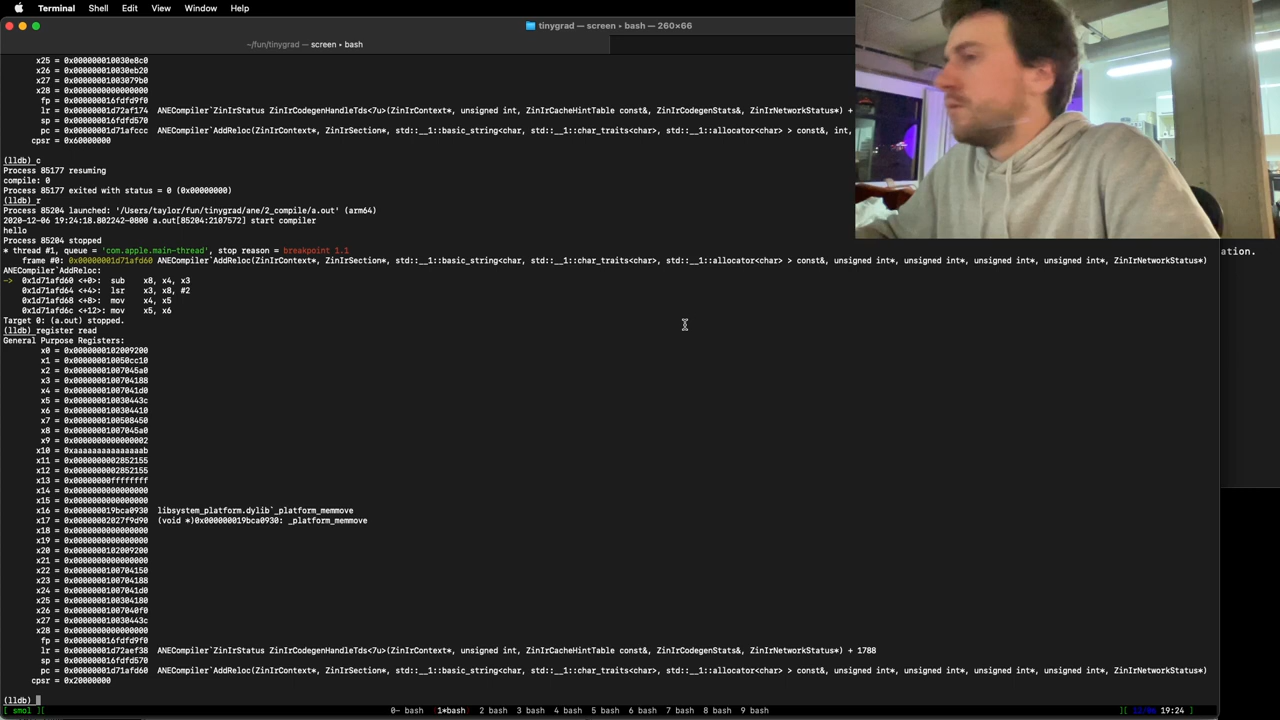 Terminal Shell Edit View Window Help
tinygrad — screen • bash — 260×66
~/fun/tinygrad — screen • bash
x25 = 0x000000010030e8c0
x26 = 0x000000010030eb20
x27 = 0x00000001003079b0
x28 = 0x0000000000000000
fp = 0x000000016fdfd9f0
lr = 0x00000001d72af174 ANECompiler`ZinIrStatus ZinIrCodegenHandleTds<7u>(ZinIrContext*, unsigned int, ZinIrCacheHintTable const&, ZinIrCodegenStats&, ZinIrNetworkStatus*) +
sp = 0x000000016fdfd570
pc = 0x00000001d71afccc ANECompiler`AddReloc(ZinIrContext*, ZinIrSection*, std::__1::basic_string<char, std::__1::char_traits<char>, std::__1::allocator<char> > const&, int,
cpsr = 0x60000000
(lldb) c
Process 85177 resuming
compile: 0
Process 85177 exited with status = 0 (0x00000000)
(lldb) r
Process 85204 launched: '/Users/taylor/fun/tinygrad/ane/2_compile/a.out' (arm64)
2020-12-06 19:24:18.802242-0800 a.out[85204:2107572] start compiler
hello
Process 85204 stopped
* thread #1, queue = 'com.apple.main-thread', stop reason = breakpoint 1.1
frame #0: 0x00000001d71afd60 ANECompiler`AddReloc(ZinIrContext*, ZinIrSection*, std::__1::basic_string<char, std::__1::char_traits<char>, std::__1::allocator<char> > const&, unsigned int*, unsigned int*, unsigned int*, unsigned int*, ZinIrNetworkStatus*)
ation.
ANECompiler`AddReloc:
-> 0x1d71afd60 <+0>: sub x8, x4, x3
0x1d71afd64 <+4>: lsr x3, x8, #2
0x1d71afd68 <+8>: mov x4, x5
0x1d71afd6c <+12>: mov x5, x6
Target 0: (a.out) stopped.
(lldb) register read
General Purpose Registers:
x0 = 0x0000000102009200
x1 = 0x000000010050cc10
x2 = 0x00000001007045a0
x3 = 0x0000000100704188
x4 = 0x00000001007041d0
x5 = 0x000000010030443c
x6 = 0x0000000100304410
x7 = 0x0000000100508450
x8 = 0x00000001007045a0
x9 = 0x0000000000000002
x10 = 0xaaaaaaaaaaaaaaab
x11 = 0x0000000002852155
x12 = 0x0000000002852155
x13 = 0x00000000ffffffff
x14 = 0x0000000000000000
x15 = 0x0000000000000000
x16 = 0x000000019bca0930 libsystem_platform.dylib`_platform_memmove
x17 = 0x00000002027f9d90 (void *)0x000000019bca0930: _platform_memmove
x18 = 0x0000000000000000
x19 = 0x0000000000000000
x20 = 0x0000000102009200
x21 = 0x0000000000000000
x22 = 0x0000000100704150
x23 = 0x0000000100704188
x24 = 0x00000001007041d0
x25 = 0x0000000100304180
x26 = 0x00000001007040f0
x27 = 0x000000010030443c
x28 = 0x0000000000000000
fp = 0x000000016fdfd9f0
lr = 0x00000001d72aef38 ANECompiler`ZinIrStatus ZinIrCodegenHandleTds<7u>(ZinIrContext*, unsigned int, ZinIrCacheHintTable const&, ZinIrCodegenStats&, ZinIrNetworkStatus*) + 1788
sp = 0x000000016fdfd570
pc = 0x00000001d71afd60 ANECompiler`AddReloc(ZinIrContext*, ZinIrSection*, std::__1::basic_string<char, std::__1::char_traits<char>, std::__1::allocator<char> > const&, unsigned int*, unsigned int*, unsigned int*, unsigned int*, ZinIrNetworkStatus*)
cpsr = 0x20000000
(lldb)
[ smol ][ 0- bash (1*bash) 2 bash 3 bash 4 bash 5 bash 6 bash 7 bash 8 bash 9 bash ][ 12/06 19:24 ]